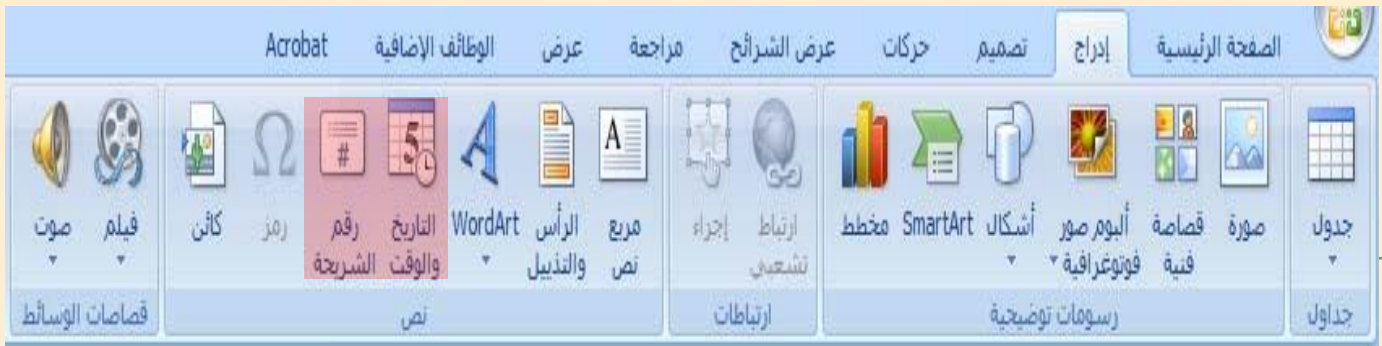 الصفحة الرئيسية إدراج تصميم حركات عرض الشرائح مراجعة عرض الوظائف الإضافية Acrobat
جدول
صورة
قصاصة فنية
ألبوم صور فوتوغرافية
أشكال
SmartArt
مخطط
ارتباط تشعبي
إجراء
مربع نص
الرأس والتذييل
WordArt
التاريخ والوقت
رقم الشريحة
رمز
كائن
فيلم
صوت
جداول رسومات توضيحية ارتباطات نص قصاصات الوسائط